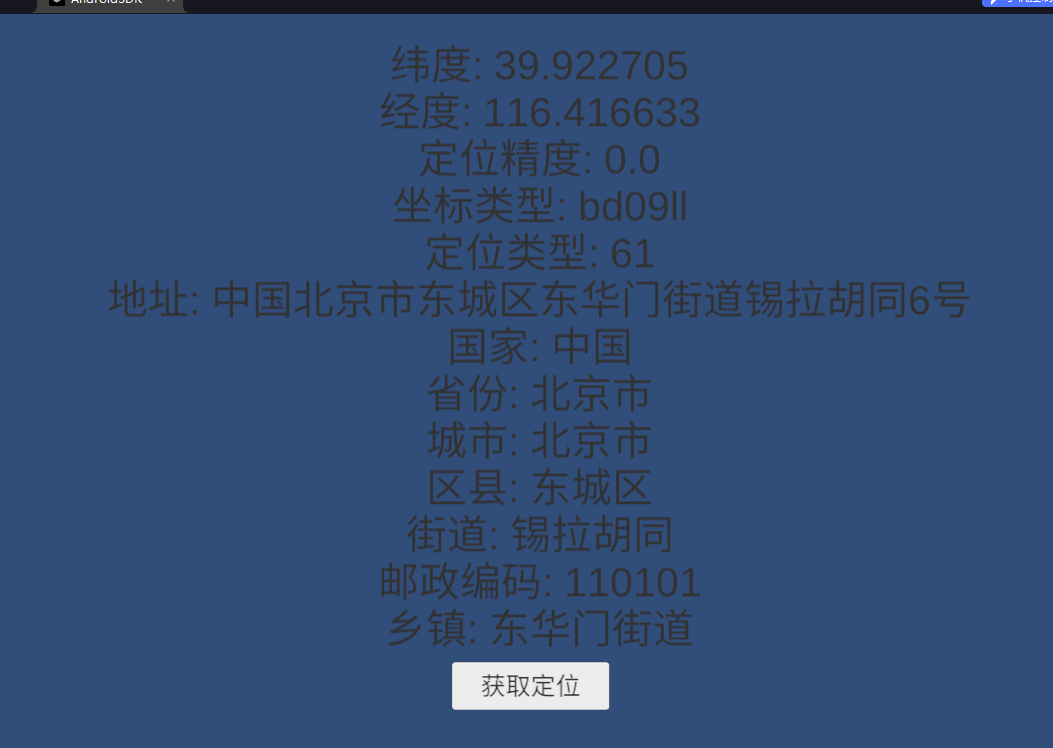 纬度: 39.922705
经度: 116.416633
定位精度: 0.0
坐标类型: bd09ll
定位类型: 61
地址: 中国北京市东城区东华门街道锡拉胡同6号
国家: 中国
省份: 北京市
城市: 北京市
区县: 东城区
街道: 锡拉胡同
邮政编码: 110101
乡镇: 东华门街道
获取定位